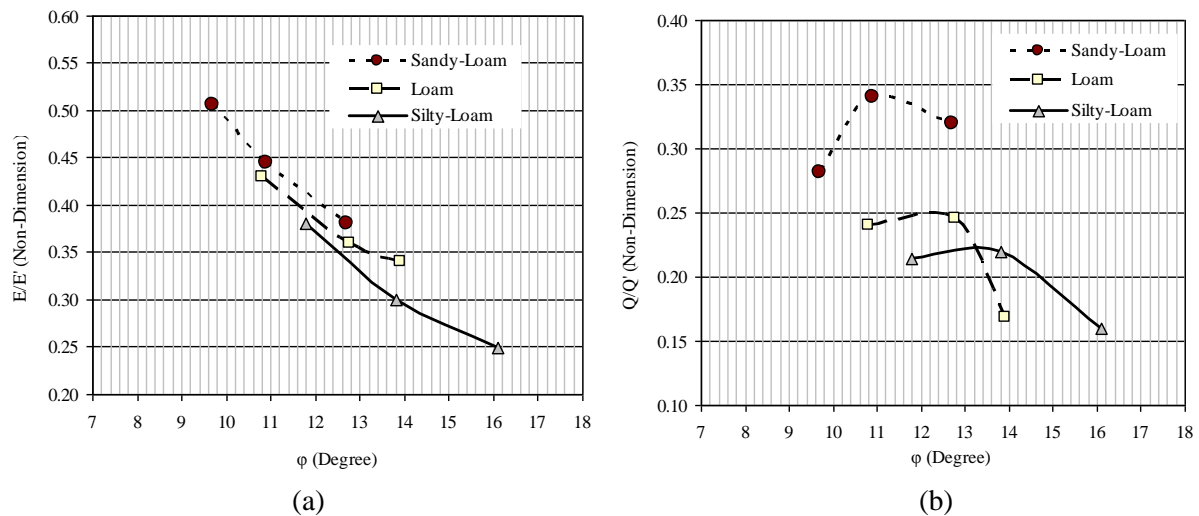 0.60
0.55
0.50
0.45
0.40
0.35
0.30
0.25
0.20
E/E' (Non-Dimension)
Sandy-Loam
Loam
Silty-Loam
7 8 9 10 11 12 13 14 15 16 17 18
φ (Degree)
(a)
0.40
0.35
0.30
0.25
0.20
0.15
0.10
Q/Q' (Non-Dimension)
Sandy-Loam
Loam
Silty-Loam
7 8 9 10 11 12 13 14 15 16 17 18
φ (Degree)
(b)